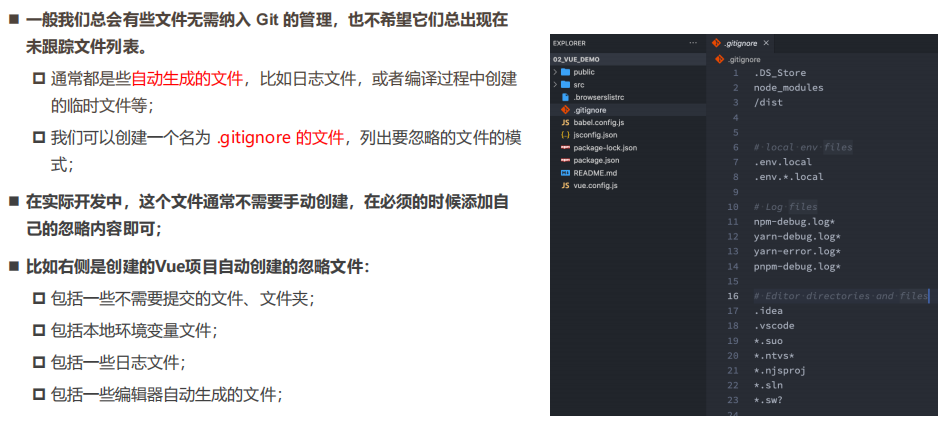 一般我们总会有些文件无需纳入 Git 的管理，也不希望它们总出现在
未跟踪文件列表。
通常都是些自动生成的文件，比如日志文件，或者编译过程中创建
的临时文件等；
我们可以创建一个名为 .gitignore 的文件，列出要忽略的文件的模
式；
在实际开发中，这个文件通常不需要手动创建，在必须的时候添加自
己的忽略内容即可；
比如右侧是创建的Vue项目自动创建的忽略文件：
包括一些不需要提交的文件、文件夹；
包括本地环境变量文件；
包括一些日志文件；
包括一些编辑器自动生成的文件；
EXPLORER ···
02_VUE_DEMO
public
src
.browserslistrc
.gitignore
JS babel.config.js
{..} jsconfig.json
package-lock.json
package.json
README.md
JS vue.config.js
.gitignore ×
.gitignore
1 .DS_Store
2 node_modules
3 /dist
4
5
6 # local env files
7 .env.local
8 .env.*.local
9
10 # Log files
11 npm-debug.log*
12 yarn-debug.log*
13 yarn-error.log*
14 pnpm-debug.log*
15
16 # Editor directories and files
17 .idea
18 .vscode
19 *.suo
20 *.ntvs*
21 *.njsproj
22 *.sln
23 *.sw?
24